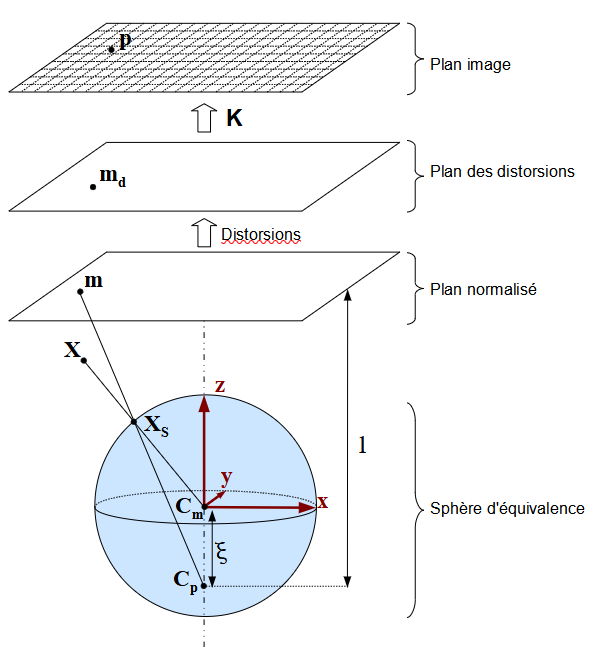 p
Plan image
K
m_d
Plan des distorsions
Distorsions
m
Plan normalisé
X
z
X_S
1
y
C_m
x
Sphère d'équivalence
ξ
C_p